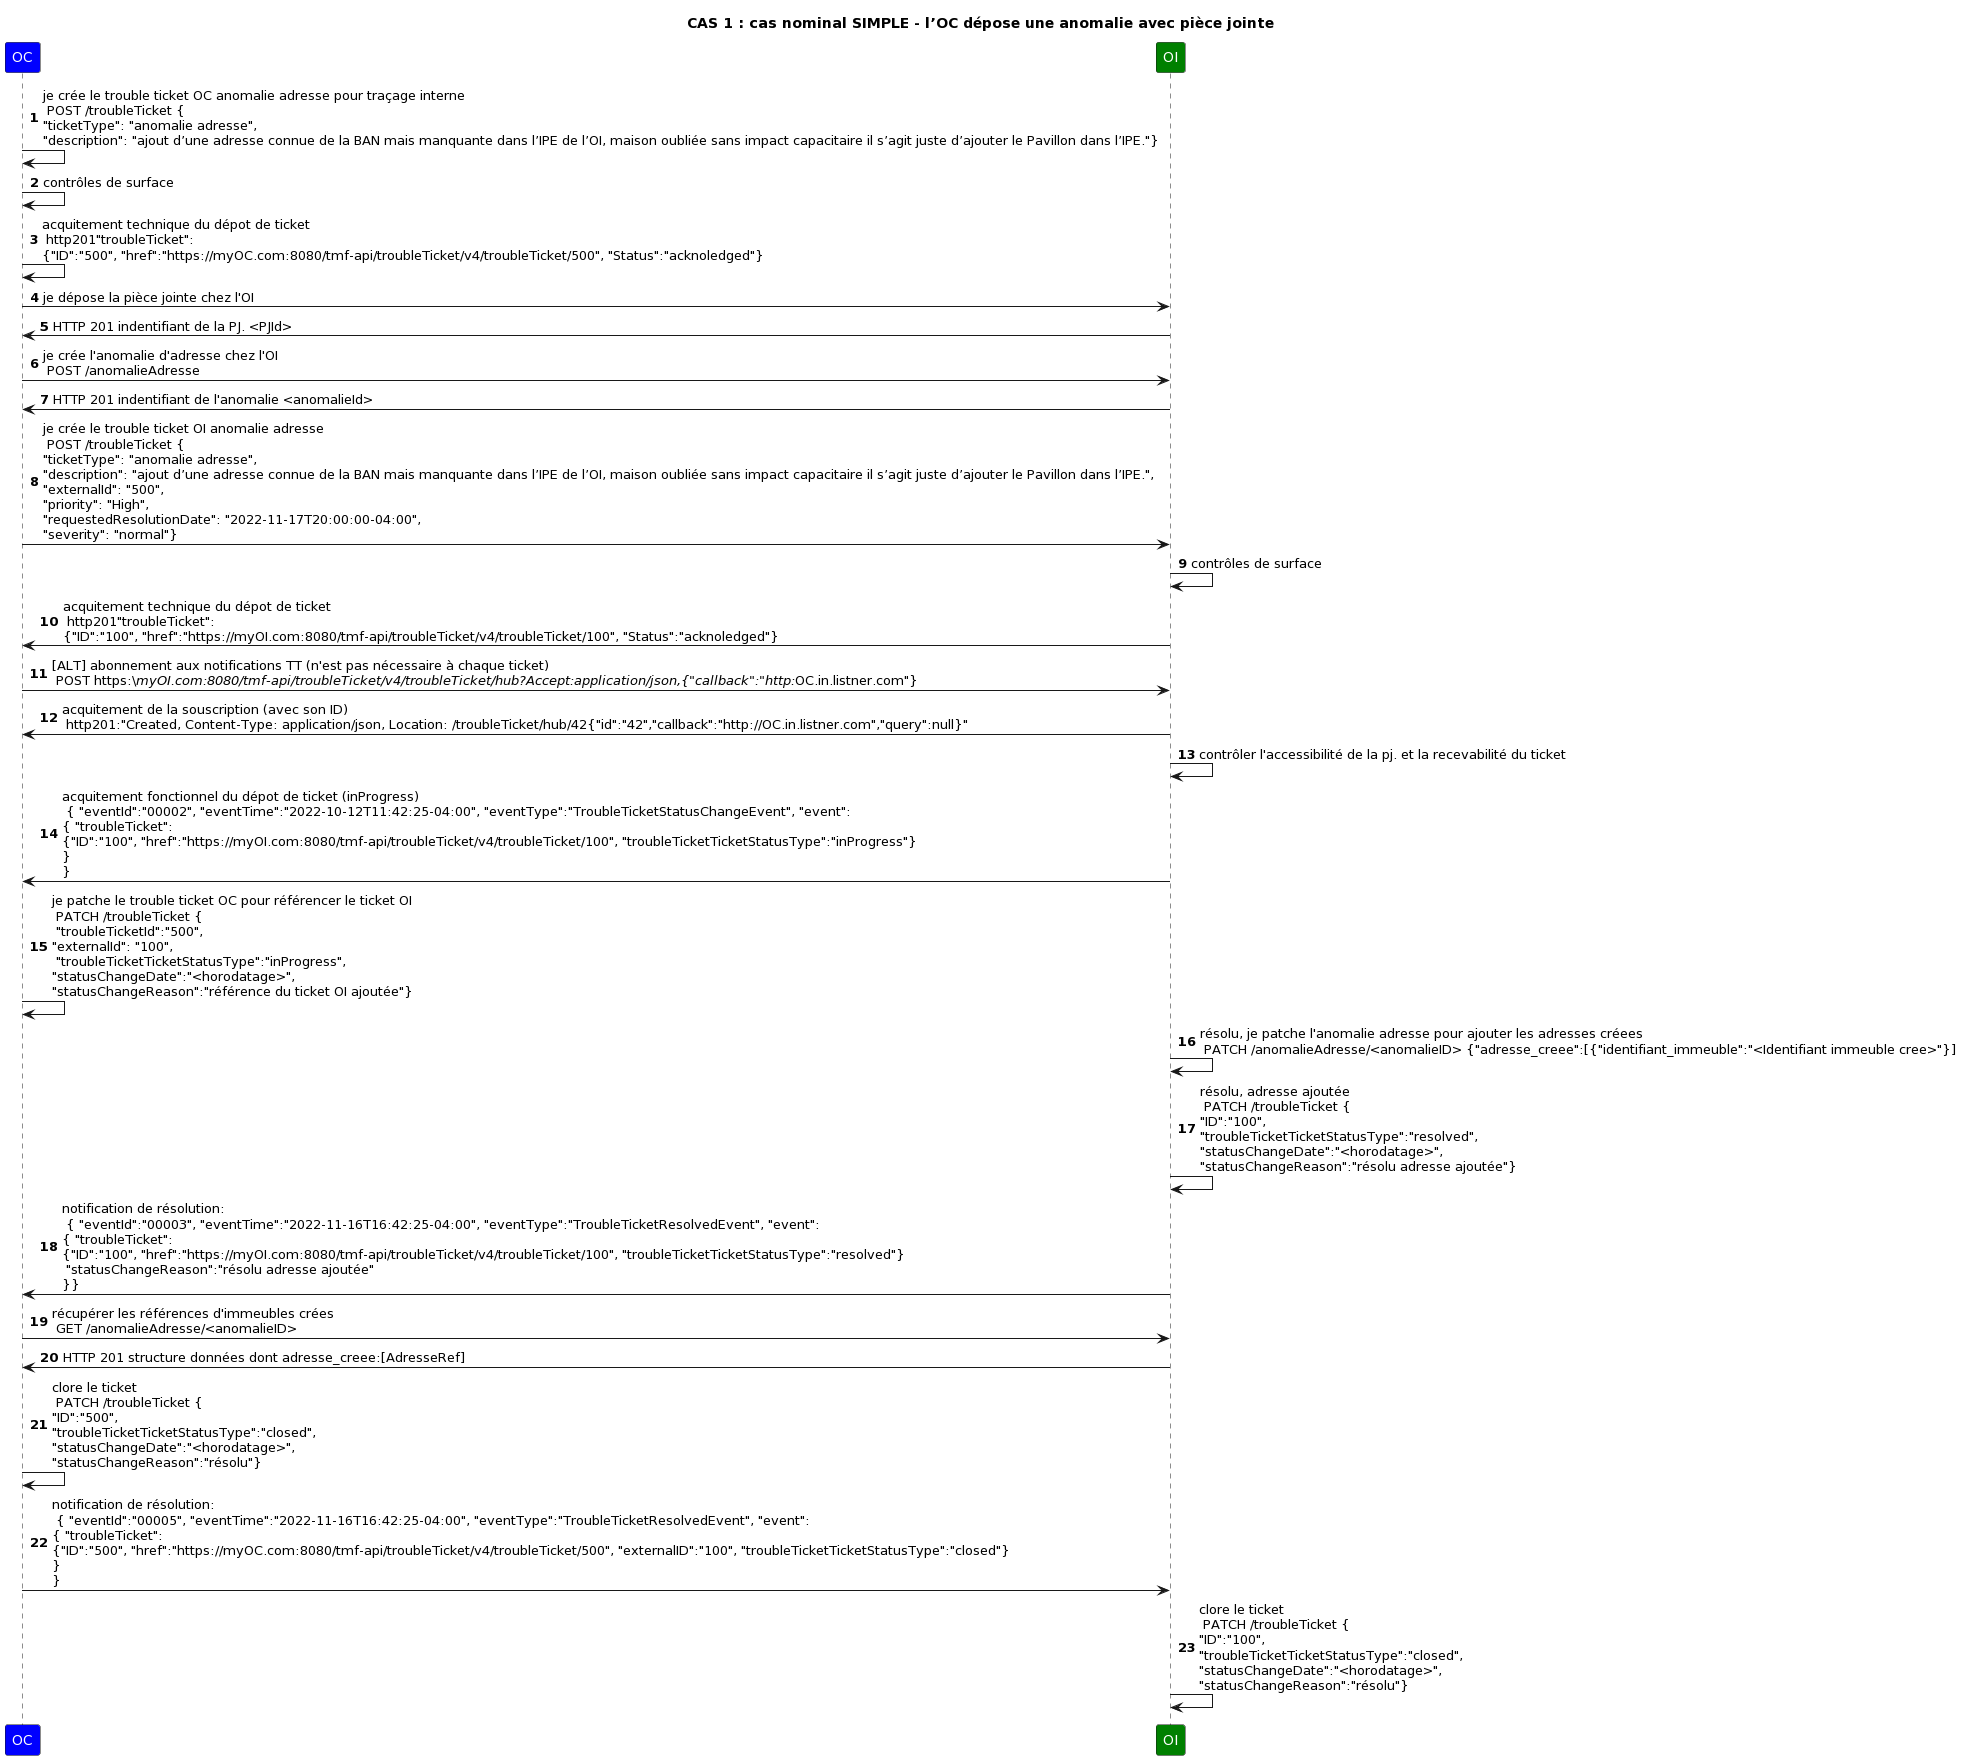 CAS 1 : cas nominal SIMPLE - l’OC dépose une anomalie avec pièce jointe
OC
OI
je crée le trouble ticket OC anomalie adresse pour traçage interne
POST /troubleTicket {
1
"ticketType": "anomalie adresse",
"description": "ajout d’une adresse connue de la BAN mais manquante dans l’IPE de l’OI, maison oubliée sans impact capacitaire il s’agit juste d’ajouter le Pavillon dans l’IPE."}
2 contrôles de surface
acquitement technique du dépot de ticket
3 http201"troubleTicket":
{"ID":"500", "href":"https://myOC.com:8080/tmf-api/troubleTicket/v4/troubleTicket/500", "Status":"acknoledged"}
4 je dépose la pièce jointe chez l'OI
5 HTTP 201 indentifiant de la PJ. <PJId>
je crée l'anomalie d'adresse chez l'OI
6
POST /anomalieAdresse
7 HTTP 201 indentifiant de l'anomalie <anomalieId>
je crée le trouble ticket OI anomalie adresse
POST /troubleTicket {
"ticketType": "anomalie adresse",
"description": "ajout d’une adresse connue de la BAN mais manquante dans l’IPE de l’OI, maison oubliée sans impact capacitaire il s’agit juste d’ajouter le Pavillon dans l’IPE.",
8
"externalId": "500",
"priority": "High",
"requestedResolutionDate": "2022-11-17T20:00:00-04:00",
"severity": "normal"}
9 contrôles de surface
acquitement technique du dépot de ticket
10 http201"troubleTicket":
{"ID":"100", "href":"https://myOI.com:8080/tmf-api/troubleTicket/v4/troubleTicket/100", "Status":"acknoledged"}
[ALT] abonnement aux notifications TT (n'est pas nécessaire à chaque ticket)
11
POST https:\myOI.com:8080/tmf-api/troubleTicket/v4/troubleTicket/hub?Accept:application/json,{"callback":"http:OC.in.listner.com"}
acquitement de la souscription (avec son ID)
12
http201:"Created, Content-Type: application/json, Location: /troubleTicket/hub/42{"id":"42","callback":"http://OC.in.listner.com","query":null}"
13 contrôler l'accessibilité de la pj. et la recevabilité du ticket
acquitement fonctionnel du dépot de ticket (inProgress)
{ "eventId":"00002", "eventTime":"2022-10-12T11:42:25-04:00", "eventType":"TroubleTicketStatusChangeEvent", "event":
{ "troubleTicket":
14
{"ID":"100", "href":"https://myOI.com:8080/tmf-api/troubleTicket/v4/troubleTicket/100", "troubleTicketTicketStatusType":"inProgress"}
}
}
je patche le trouble ticket OC pour référencer le ticket OI
PATCH /troubleTicket {
"troubleTicketId":"500",
15 "externalId": "100",
"troubleTicketTicketStatusType":"inProgress",
"statusChangeDate":"<horodatage>",
"statusChangeReason":"référence du ticket OI ajoutée"}
résolu, je patche l'anomalie adresse pour ajouter les adresses créees
16
PATCH /anomalieAdresse/<anomalieID> {"adresse_creee":[{"identifiant_immeuble":"<Identifiant immeuble cree>"}]
résolu, adresse ajoutée
PATCH /troubleTicket {
"ID":"100",
17
"troubleTicketTicketStatusType":"resolved",
"statusChangeDate":"<horodatage>",
"statusChangeReason":"résolu adresse ajoutée"}
notification de résolution:
{ "eventId":"00003", "eventTime":"2022-11-16T16:42:25-04:00", "eventType":"TroubleTicketResolvedEvent", "event":
{ "troubleTicket":
18
{"ID":"100", "href":"https://myOI.com:8080/tmf-api/troubleTicket/v4/troubleTicket/100", "troubleTicketTicketStatusType":"resolved"}
"statusChangeReason":"résolu adresse ajoutée"
}}
récupérer les références d'immeubles crées
19
GET /anomalieAdresse/<anomalieID>
20 HTTP 201 structure données dont adresse_creee:[AdresseRef]
clore le ticket
PATCH /troubleTicket {
"ID":"500",
21
"troubleTicketTicketStatusType":"closed",
"statusChangeDate":"<horodatage>",
"statusChangeReason":"résolu"}
notification de résolution:
{ "eventId":"00005", "eventTime":"2022-11-16T16:42:25-04:00", "eventType":"TroubleTicketResolvedEvent", "event":
{ "troubleTicket":
22
{"ID":"500", "href":"https://myOC.com:8080/tmf-api/troubleTicket/v4/troubleTicket/500", "externalID":"100", "troubleTicketTicketStatusType":"closed"}
}
}
clore le ticket
PATCH /troubleTicket {
"ID":"100",
23
"troubleTicketTicketStatusType":"closed",
"statusChangeDate":"<horodatage>",
"statusChangeReason":"résolu"}
OC
OI